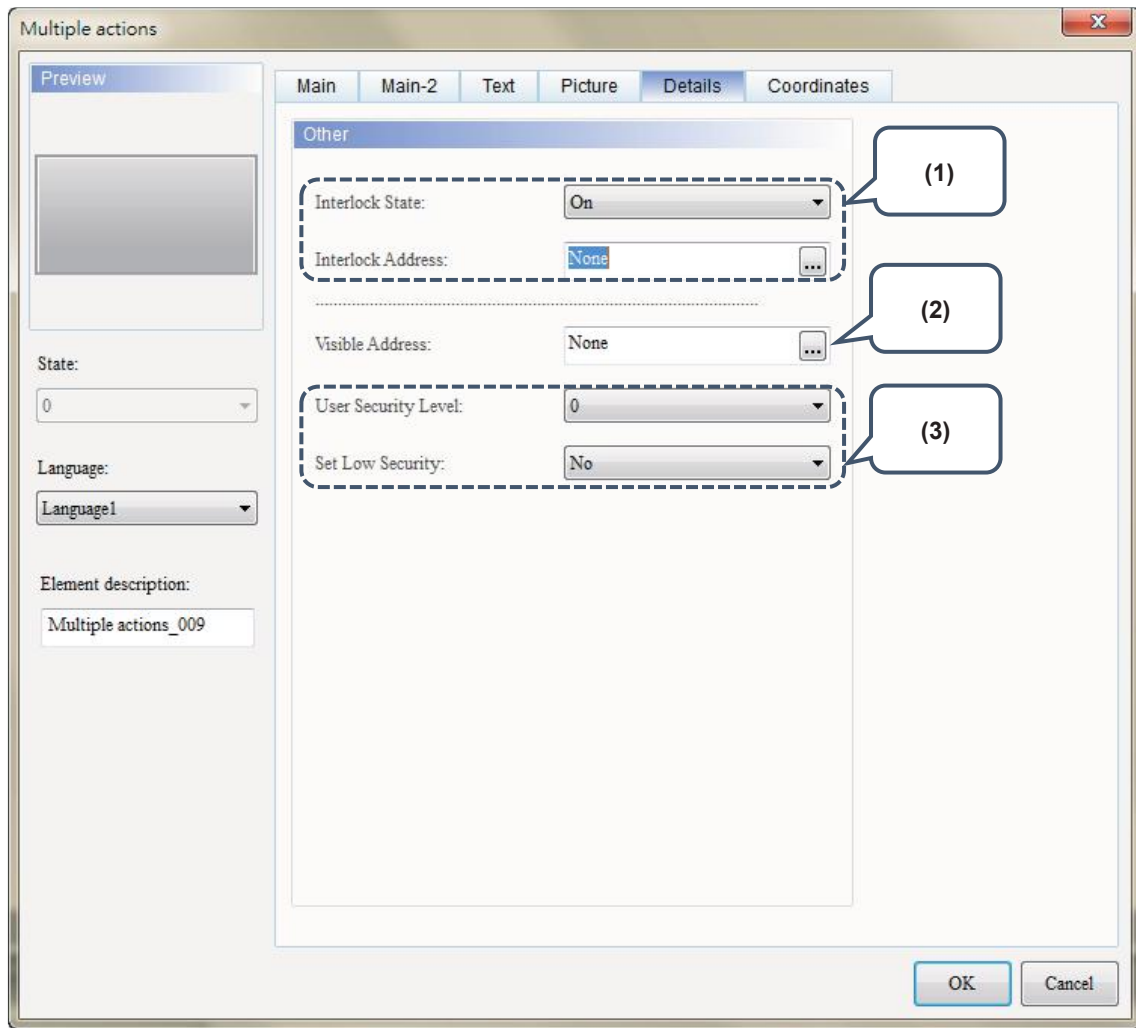 Multiple actions
Preview
Main Main-2 Text Picture Details Coordinates
Other
(1)
Interlock State: On
Interlock Address: None ...
(2)
Visible Address: None ...
State:
0
User Security Level: 0
(3)
Set Low Security: No
Language:
Language1
Element description:
Multiple actions_009
OK Cancel